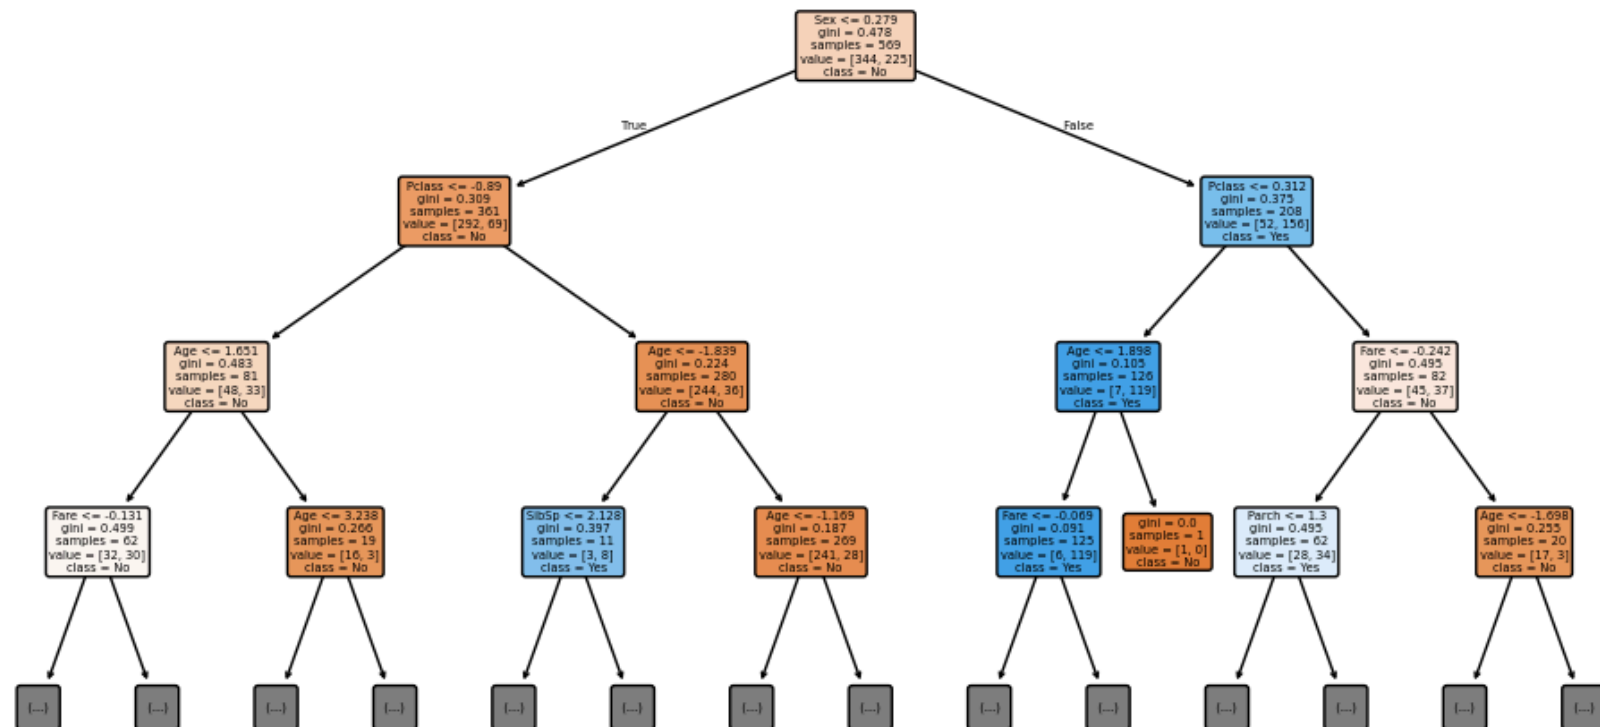 Sex <= 0.279
gini = 0.478
samples = 569
value = [344, 225]
class = No
True
False
Pclass <= -0.89
gini = 0.309
samples = 361
value = [292, 69]
class = No
Pclass <= 0.312
gini = 0.375
samples = 208
value = [52, 156]
class = Yes
Age <= 1.651
gini = 0.483
samples = 81
value = [48, 33]
class = No
Age <= -1.839
gini = 0.224
samples = 280
value = [244, 36]
class = No
Age <= 1.898
gini = 0.105
samples = 126
value = [7, 119]
class = Yes
Fare <= -0.242
gini = 0.495
samples = 82
value = [45, 37]
class = No
Fare <= -0.131
gini = 0.499
samples = 62
value = [32, 30]
class = No
Age <= 3.238
gini = 0.266
samples = 19
value = [16, 3]
class = No
SibSp <= 2.128
gini = 0.397
samples = 11
value = [3, 8]
class = Yes
Age <= -1.169
gini = 0.187
samples = 269
value = [241, 28]
class = No
Fare <= -0.069
gini = 0.091
samples = 125
value = [6, 119]
class = Yes
gini = 0.0
samples = 1
value = [1, 0]
class = No
Parch <= 1.3
gini = 0.495
samples = 62
value = [28, 34]
class = Yes
Age <= -1.698
gini = 0.255
samples = 20
value = [17, 3]
class = No
(...)
(...)
(...)
(...)
(...)
(...)
(...)
(...)
(...)
(...)
(...)
(...)
(...)
(...)